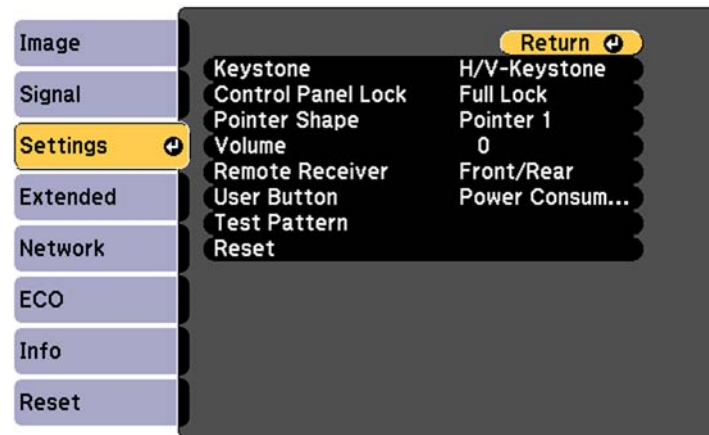 Image
Signal
Settings
Extended
Network
ECO
Info
Reset
Return
Keystone H/V-Keystone
Control Panel Lock Full Lock
Pointer Shape Pointer 1
Volume 0
Remote Receiver Front/Rear
User Button Power Consum...
Test Pattern
Reset